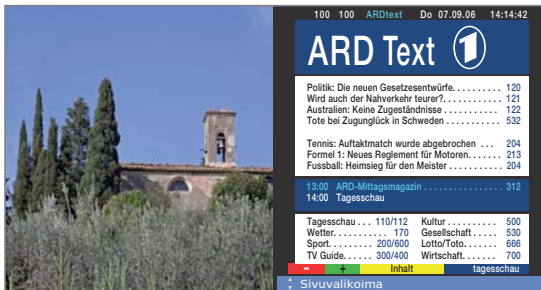 100 100 ARDtext Do 07.09.06 14:14:42
ARD Text 1
Politik: Die neuen Gesetzesentwürfe. . . . . . . . . . 120
Wird auch der Nahverkehr teurer?. . . . . . . . . . . . 121
Australien: Keine Zugeständnisse . . . . . . . . . . . 122
Tote bei Zugunglück in Schweden . . . . . . . . . . . 532
Tennis: Auftaktmatch wurde abgebrochen . . . 204
Formel 1: Neues Reglement für Motoren. . . . . . . 213
Fussball: Heimsieg für den Meister . . . . . . . . . . . 204
13:00 ARD-Mittagsmagazin . . . . . . . . . . . . . . . . 312
14:00 Tagesschau
Tagesschau . . . 110/112 Kultur . . . . . . . . . . 500
Wetter. . . . . . . . . . 170 Gesellschaft . . . . . 530
Sport. . . . . . . . . 200/600 Lotto/Toto. . . . . . . 666
TV Guide. . . . . . 300/400 Wirtschaft. . . . . . . 700
- + Inhalt tagesschau
Sivuvalikoima